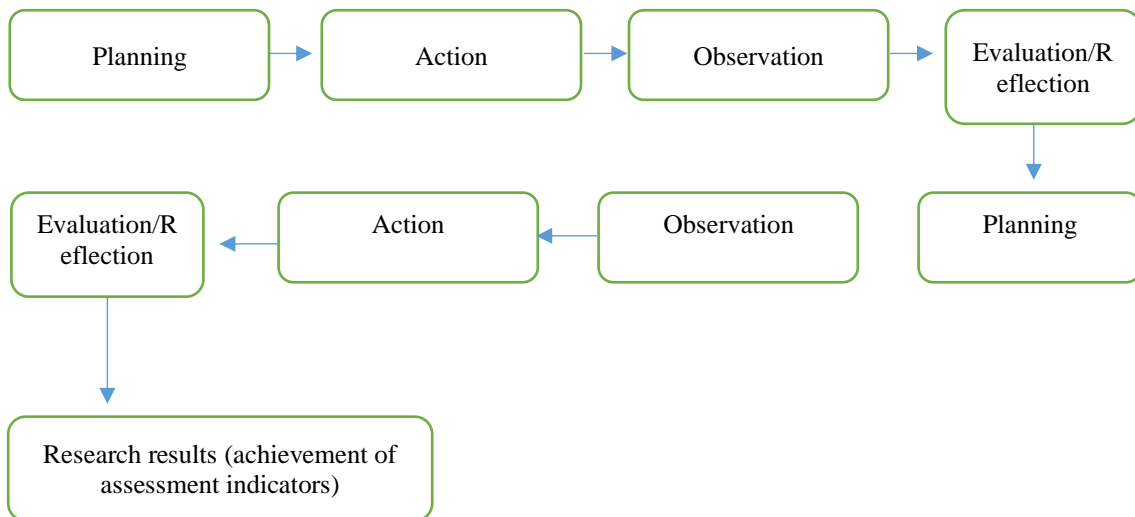 Planning
Action
Observation
Evaluation/R
eflection
Evaluation/R
eflection
Action
Observation
Planning
Research results (achievement of
assessment indicators)